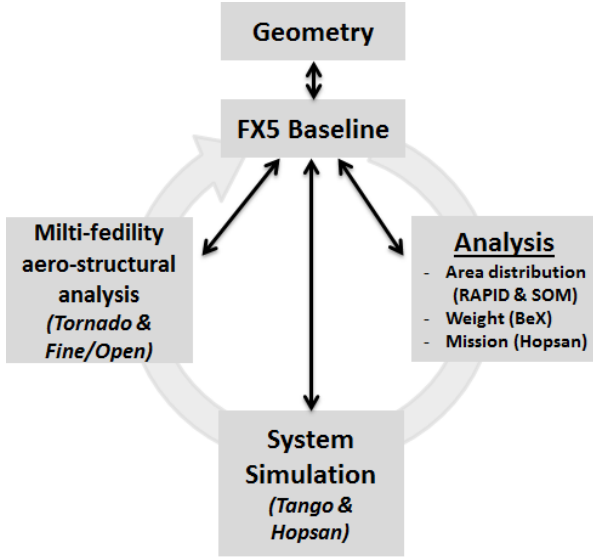 Geometry
FX5 Baseline
Milti-fedility
aero-structural
analysis
(Tornado &
Fine/Open)
Analysis
- Area distribution
(RAPID & SOM)
- Weight (BeX)
- Mission (Hopsan)
System
Simulation
(Tango &
Hopsan)